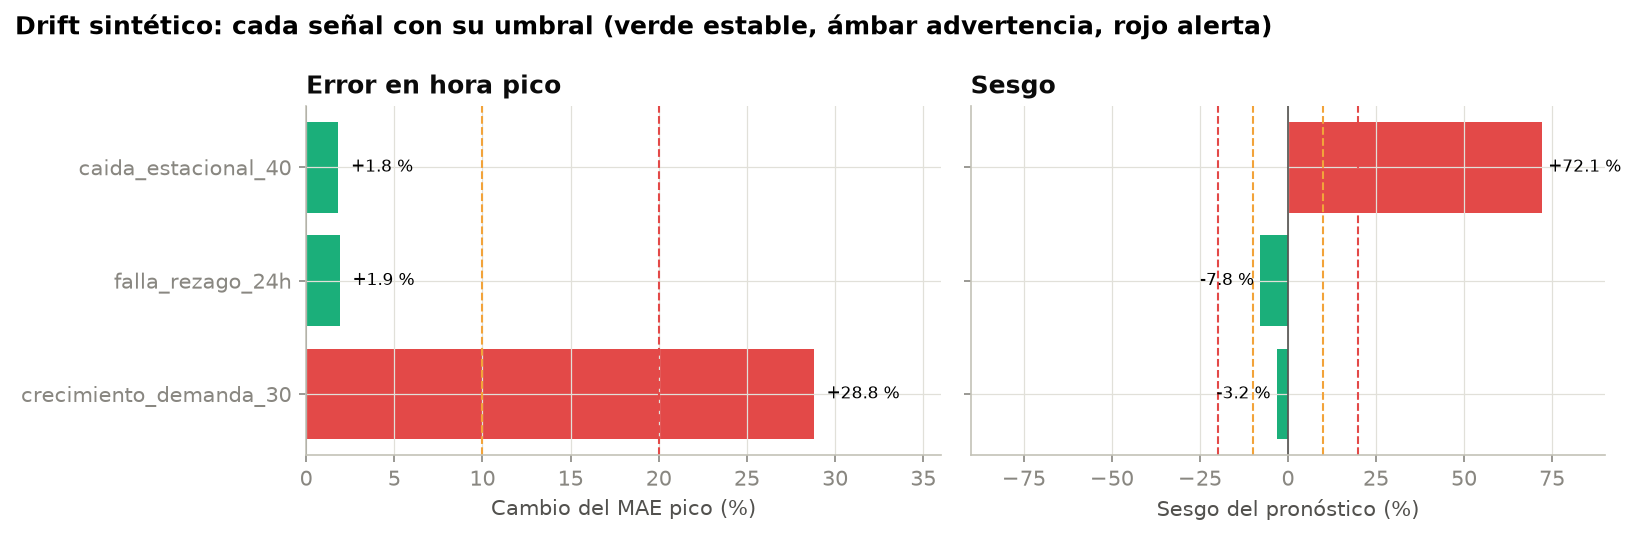 Drift sintético: cada señal con su umbral (verde estable, ámbar advertencia, rojo alerta)
Error en hora pico
caida_estacional_40
+1.8 %
falla_rezago_24h
+1.9 %
crecimiento_demanda_30
+28.8 %
0 5 10 15 20 25 30 35
Cambio del MAE pico (%)
Sesgo
+72.1 %
-7.8 %
-3.2 %
−75 −50 −25 0 25 50 75
Sesgo del pronóstico (%)